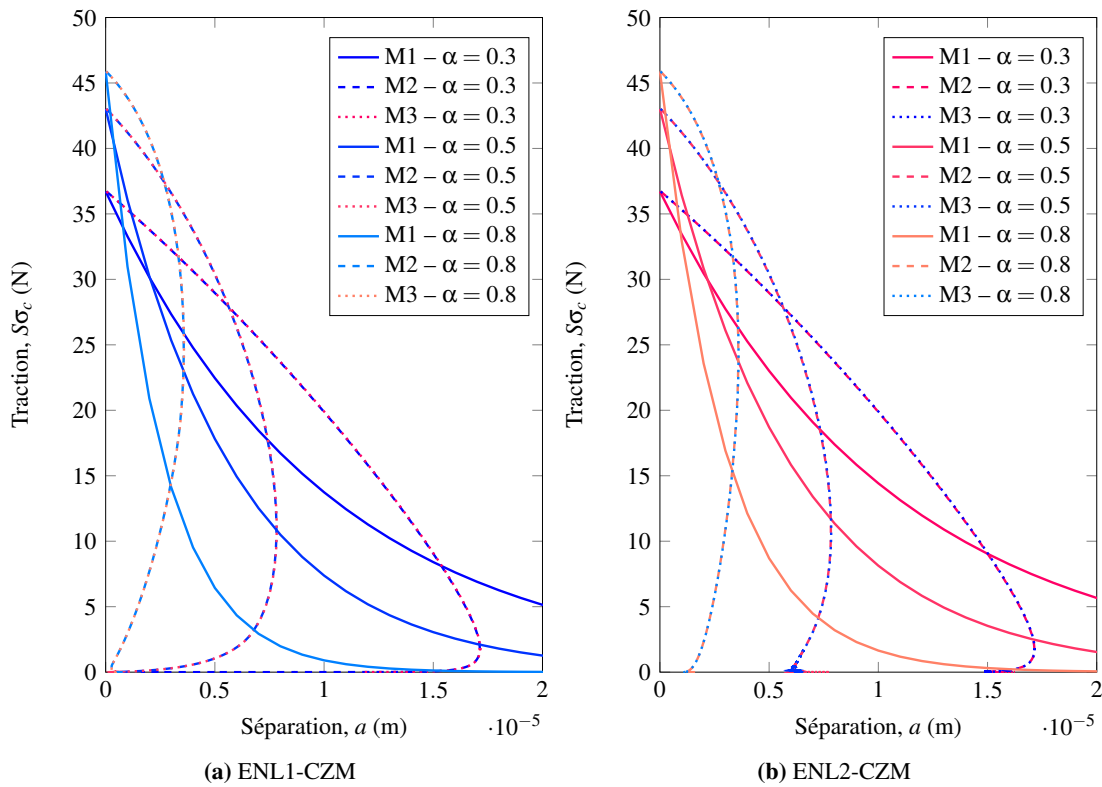 50
45
40
35
30
25
20
15
10
5
0
Traction, Sσc (N)
M1 – α = 0.3
M2 – α = 0.3
M3 – α = 0.3
M1 – α = 0.5
M2 – α = 0.5
M3 – α = 0.5
M1 – α = 0.8
M2 – α = 0.8
M3 – α = 0.8
0 0.5 1 1.5 2
Séparation, a (m) ·10⁻⁵
(a) ENL1-CZM
50
45
40
35
30
25
20
15
10
5
0
Traction, Sσc (N)
M1 – α = 0.3
M2 – α = 0.3
M3 – α = 0.3
M1 – α = 0.5
M2 – α = 0.5
M3 – α = 0.5
M1 – α = 0.8
M2 – α = 0.8
M3 – α = 0.8
0 0.5 1 1.5 2
Séparation, a (m) ·10⁻⁵
(b) ENL2-CZM